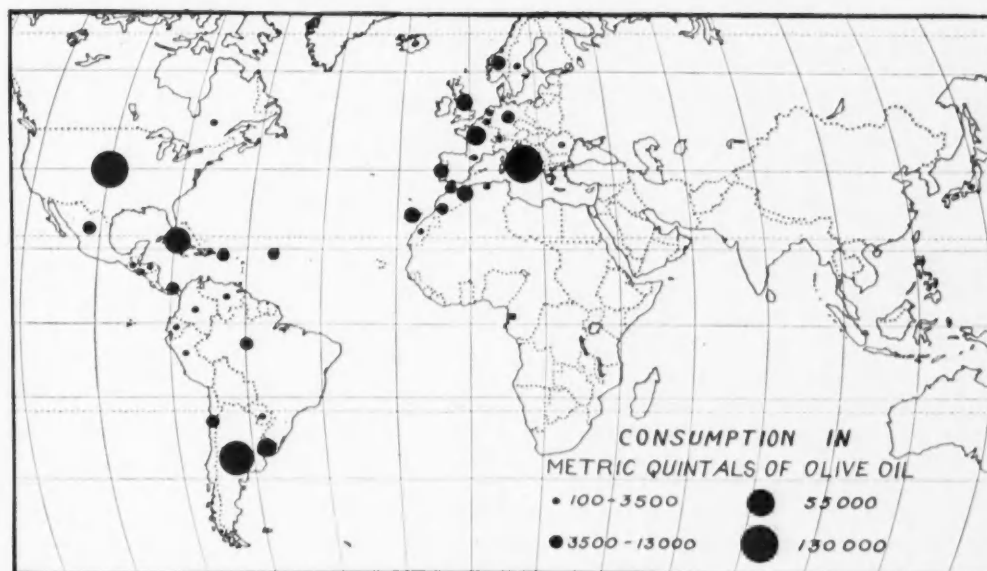 CONSUMPTION IN
METRIC QUINTALS OF OLIVE OIL
100-3500
55000
3500-13000
130000